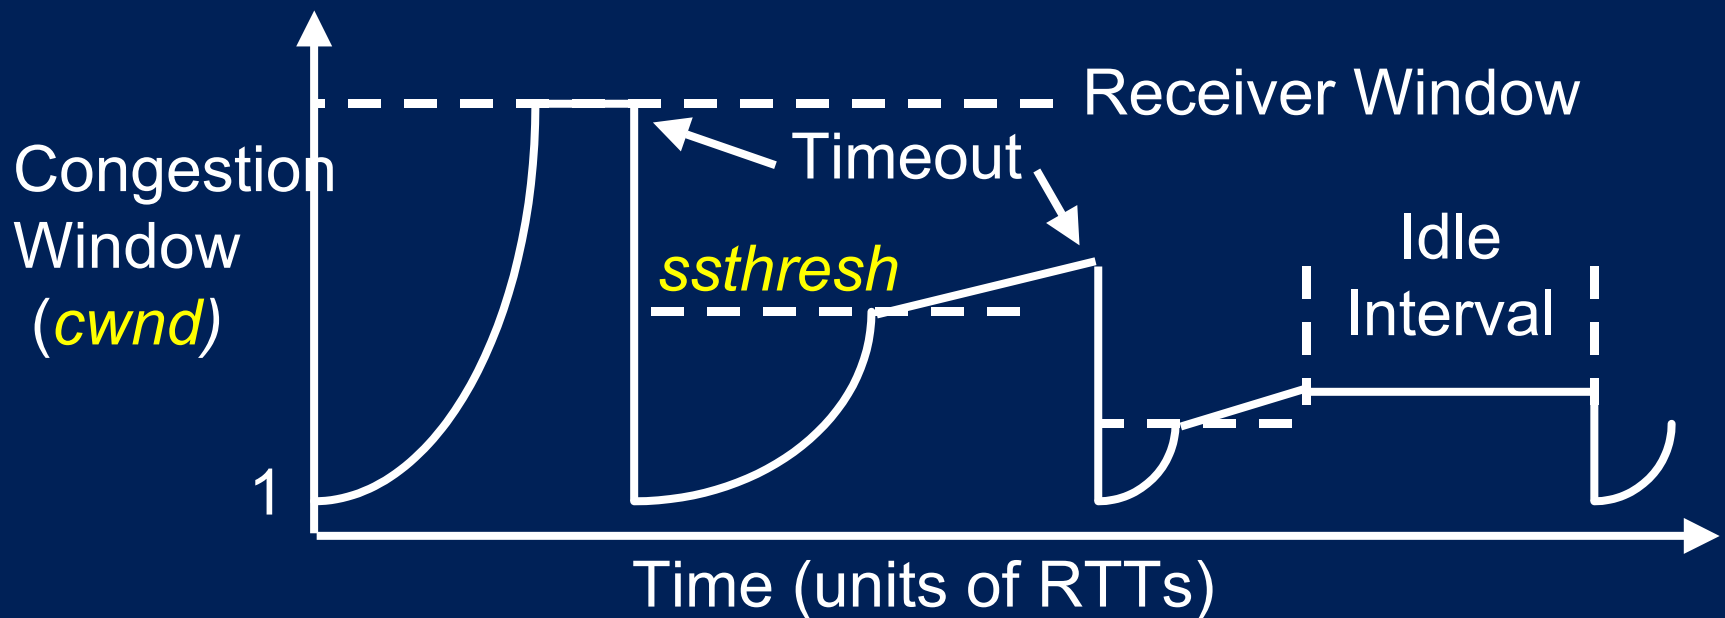 Receiver Window
Timeout
Congestion
Window
(cwnd)
ssthresh
Idle
Interval
1
Time (units of RTTs)